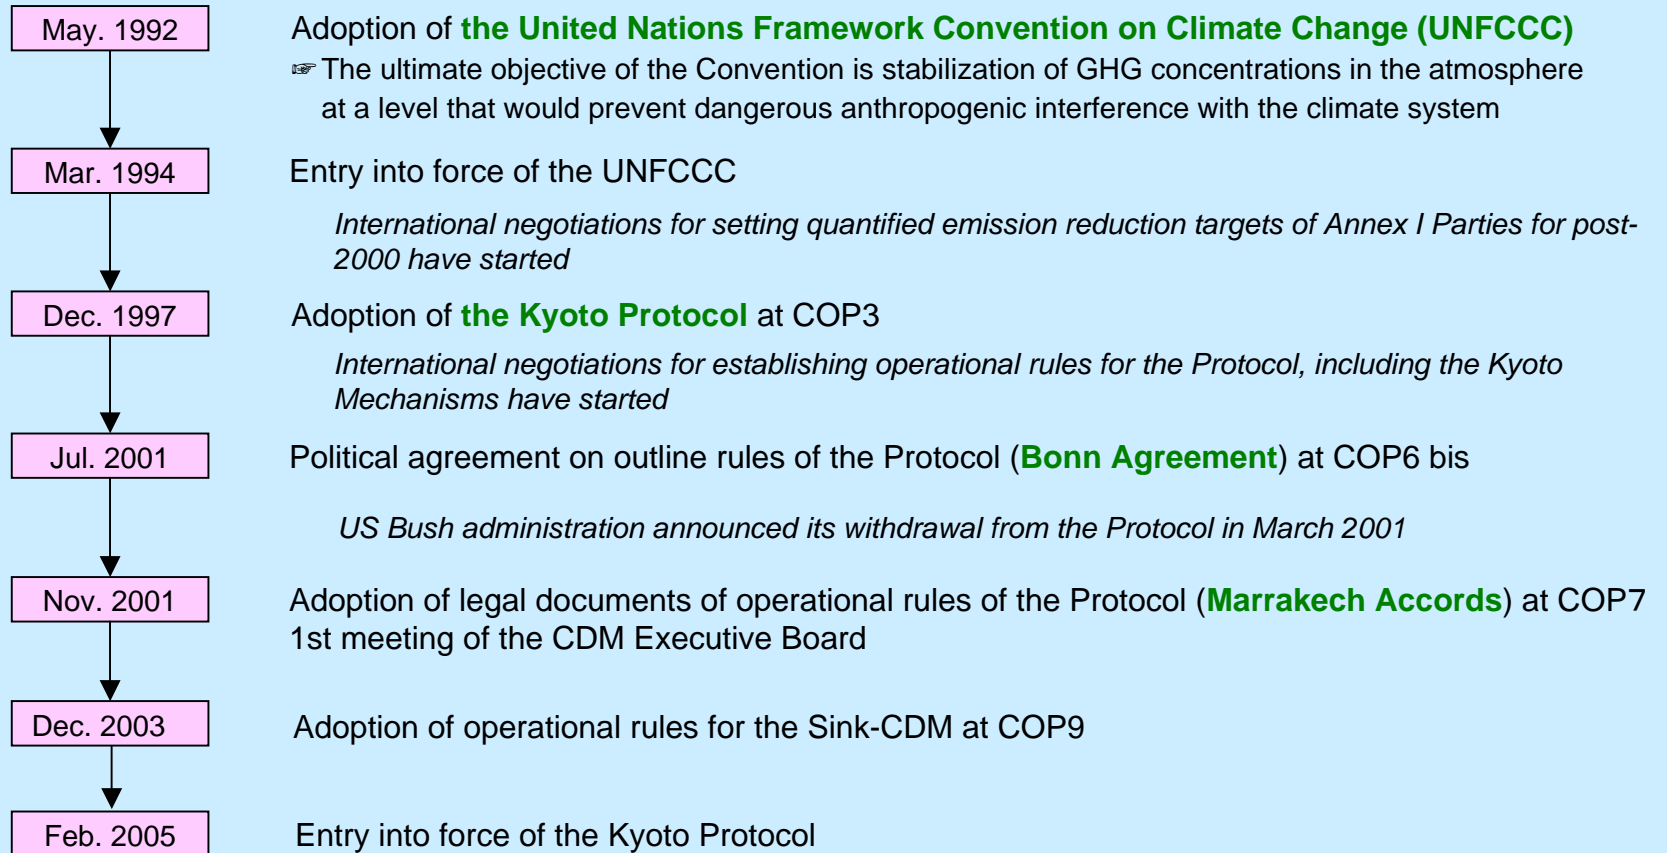 May. 1992
Adoption of the United Nations Framework Convention on Climate Change (UNFCCC)
☞ The ultimate objective of the Convention is stabilization of GHG concentrations in the atmosphere
at a level that would prevent dangerous anthropogenic interference with the climate system
Mar. 1994
Entry into force of the UNFCCC
International negotiations for setting quantified emission reduction targets of Annex I Parties for post-
2000 have started
Dec. 1997
Adoption of the Kyoto Protocol at COP3
International negotiations for establishing operational rules for the Protocol, including the Kyoto
Mechanisms have started
Jul. 2001
Political agreement on outline rules of the Protocol (Bonn Agreement) at COP6 bis
US Bush administration announced its withdrawal from the Protocol in March 2001
Nov. 2001
Adoption of legal documents of operational rules of the Protocol (Marrakech Accords) at COP7
1st meeting of the CDM Executive Board
Dec. 2003
Adoption of operational rules for the Sink-CDM at COP9
Feb. 2005
Entry into force of the Kyoto Protocol